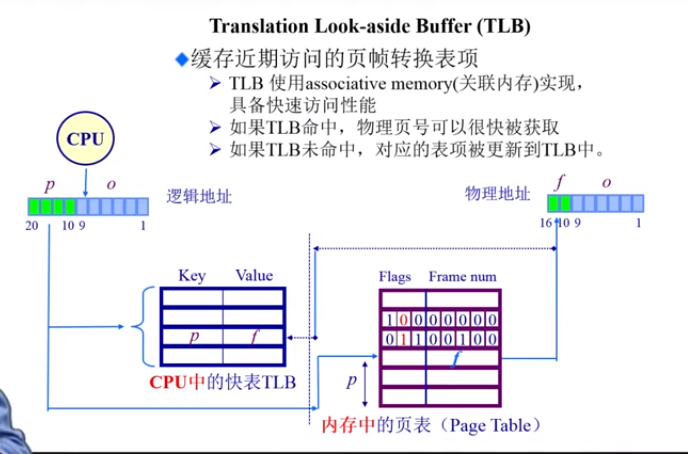 Translation Look-aside Buffer (TLB)
缓存近期访问的页帧转换表项
TLB 使用associative memory(关联内存)实现，
具备快速访问性能
如果TLB命中，物理页号可以很快被获取
如果TLB未命中，对应的表项被更新到TLB中。
CPU
p o
逻辑地址
20 10 9 1
物理地址
f o
16 10 9 1
Key Value
p f
CPU中的快表TLB
Flags Frame num
1 0 0 0 0 0 0 0
0 1 1 0 0 1 0 0
f
p
内存中的页表（Page Table）